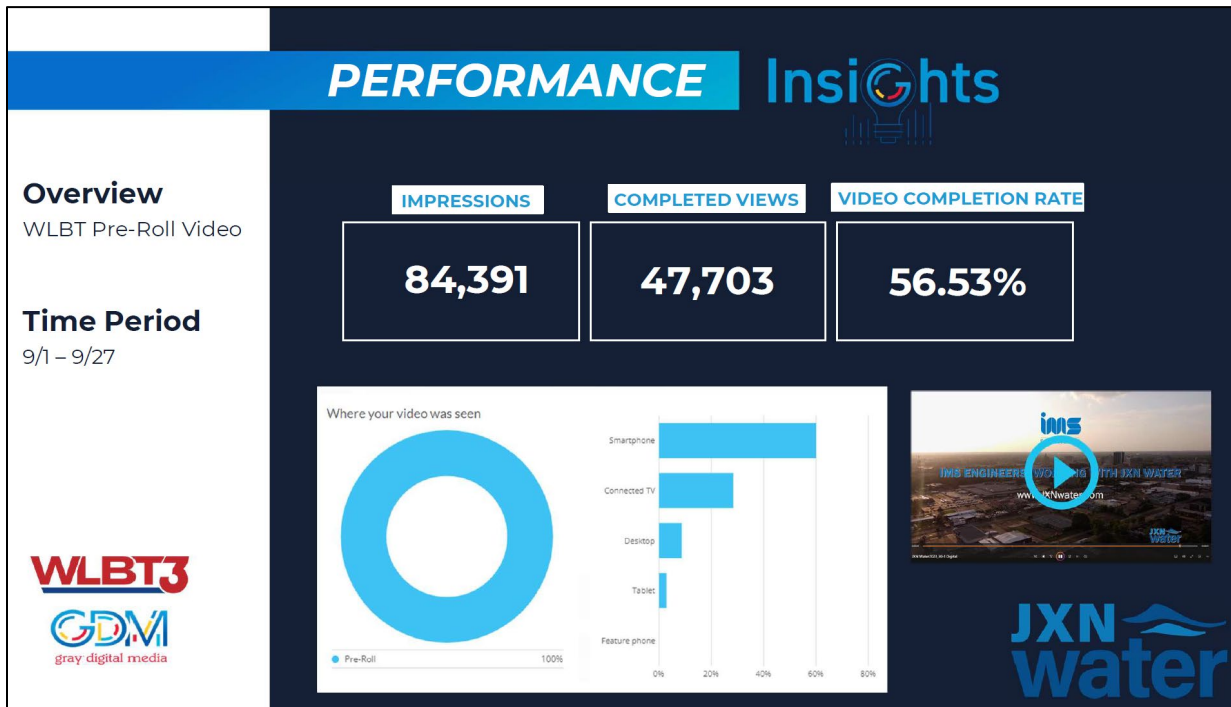 PERFORMANCE
Insights
Overview
WLBT Pre-Roll Video
Time Period
9/1 – 9/27
IMPRESSIONS
84,391
COMPLETED VIEWS
47,703
VIDEO COMPLETION RATE
56.53%
Where your video was seen
Pre-Roll 100%
Smartphone
Connected TV
Desktop
Tablet
Feature phone
0% 20% 40% 60% 80%
ims
IMS ENGINEERS WORKING WITH JXN WATER
www.JXNwater.com
JXN
water
WLBT3
GDM
gray digital media
JXN
water